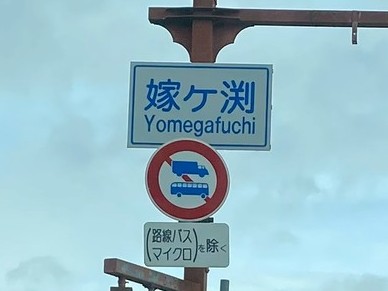 嫁ケ渕
Yomegafuchi
(路線バス
マイクロ)を除く